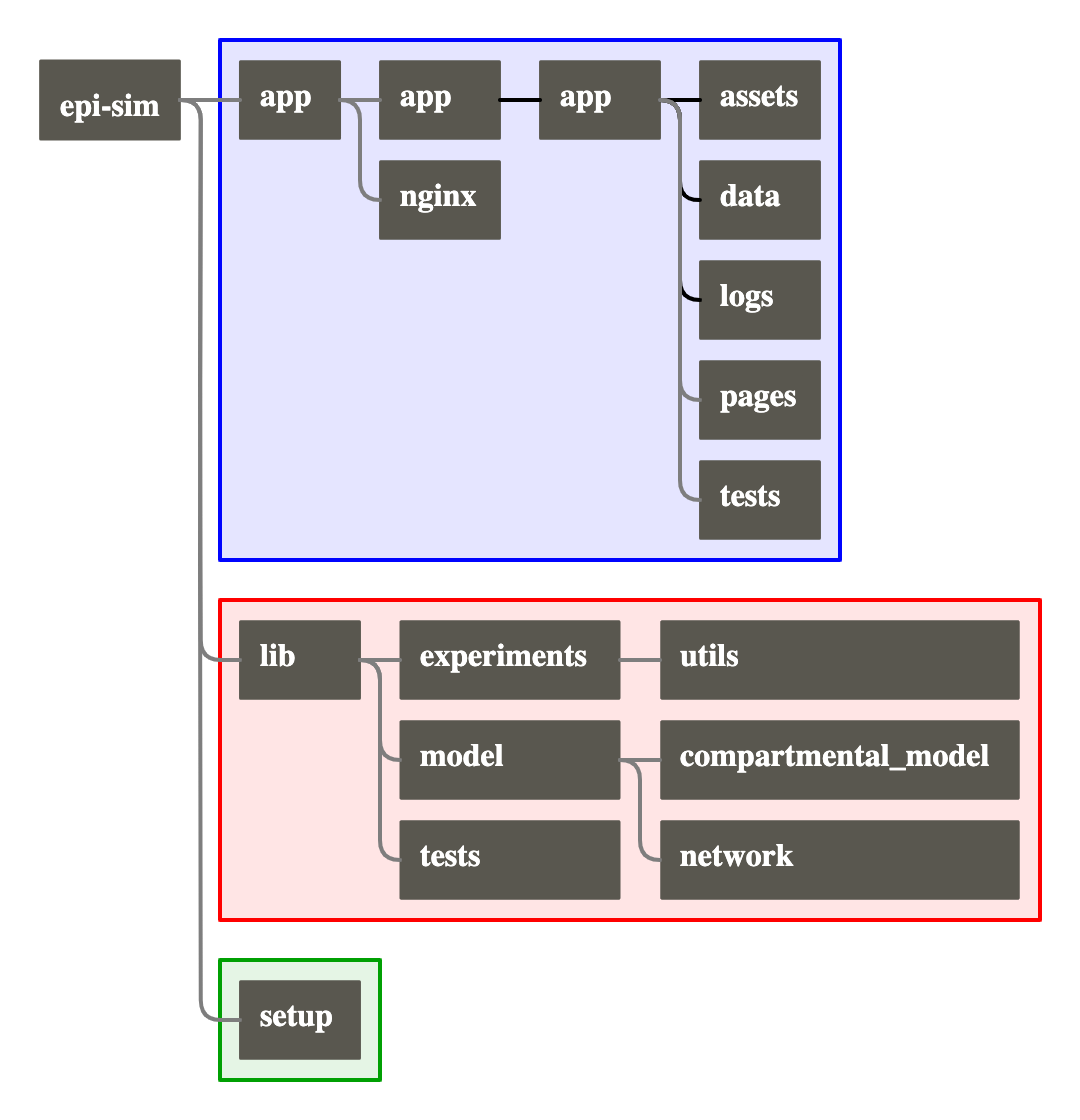 epi-sim
app
app
app
assets
nginx
data
logs
pages
tests
lib
experiments
utils
model
compartmental_model
tests
network
setup